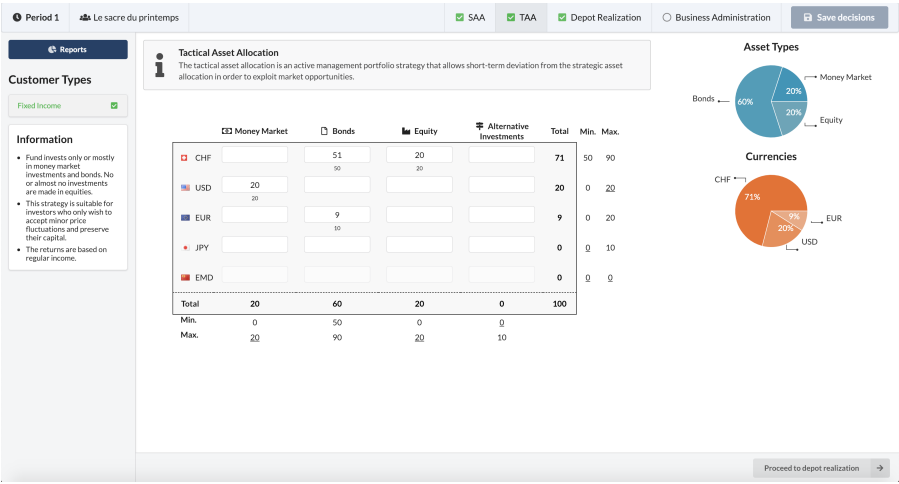 Period 1
Le sacre du printemps
SAA
TAA
Depot Realization
Business Administration
Save decisions
Reports
Customer Types
Fixed Income
Information
Fund invests only or mostly
in money market
investments and bonds. No
or almost no investments
are made in equities.
This strategy is suitable for
investors who only wish to
accept minor price
fluctuations and preserve
their capital.
The returns are based on
regular income.
Tactical Asset Allocation
The tactical asset allocation is an active management portfolio strategy that allows short-term deviation from the strategic asset
allocation in order to exploit market opportunities.
Money Market Bonds Equity Alternative Investments Total Min. Max.
CHF 51 20 71 50 90
50 20
USD 20 20 0 20
20
EUR 9 9 0 20
10
JPY 0 0 10
EMD 0 0 0
Total 20 60 20 0 100
Min. 0 50 0 0
Max. 20 90 20 10
Asset Types
Money Market
20%
Bonds
60%
20%
Equity
Currencies
CHF
71%
9%
EUR
20%
USD
Proceed to depot realization